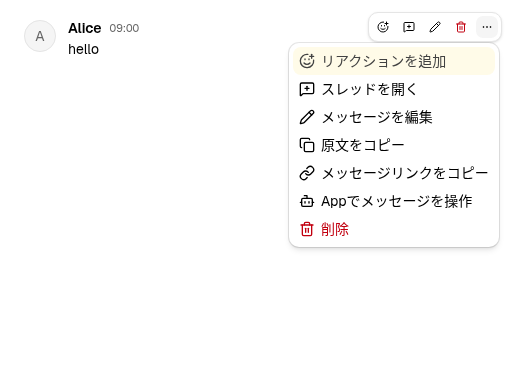 A
Alice 09:00
hello
リアクションを追加
スレッドを開く
メッセージを編集
原文をコピー
メッセージリンクをコピー
Appでメッセージを操作
削除